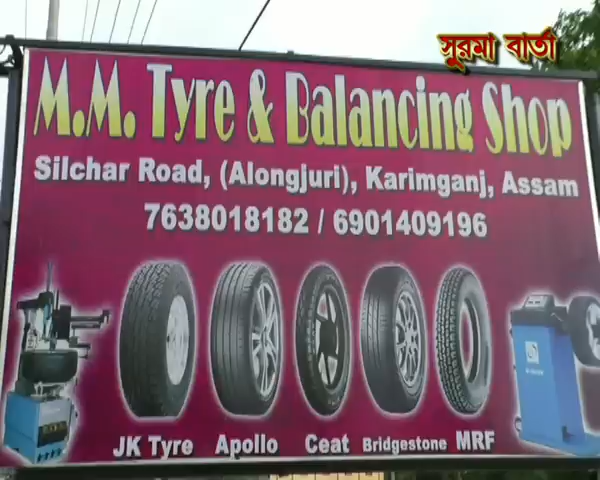 সুরমা বার্তা
M.M. Tyre & Balancing Shop
Silchar Road, (Alongjuri), Karimganj, Assam
7638018182 / 6901409196
JK Tyre Apollo Ceat Bridgestone MRF